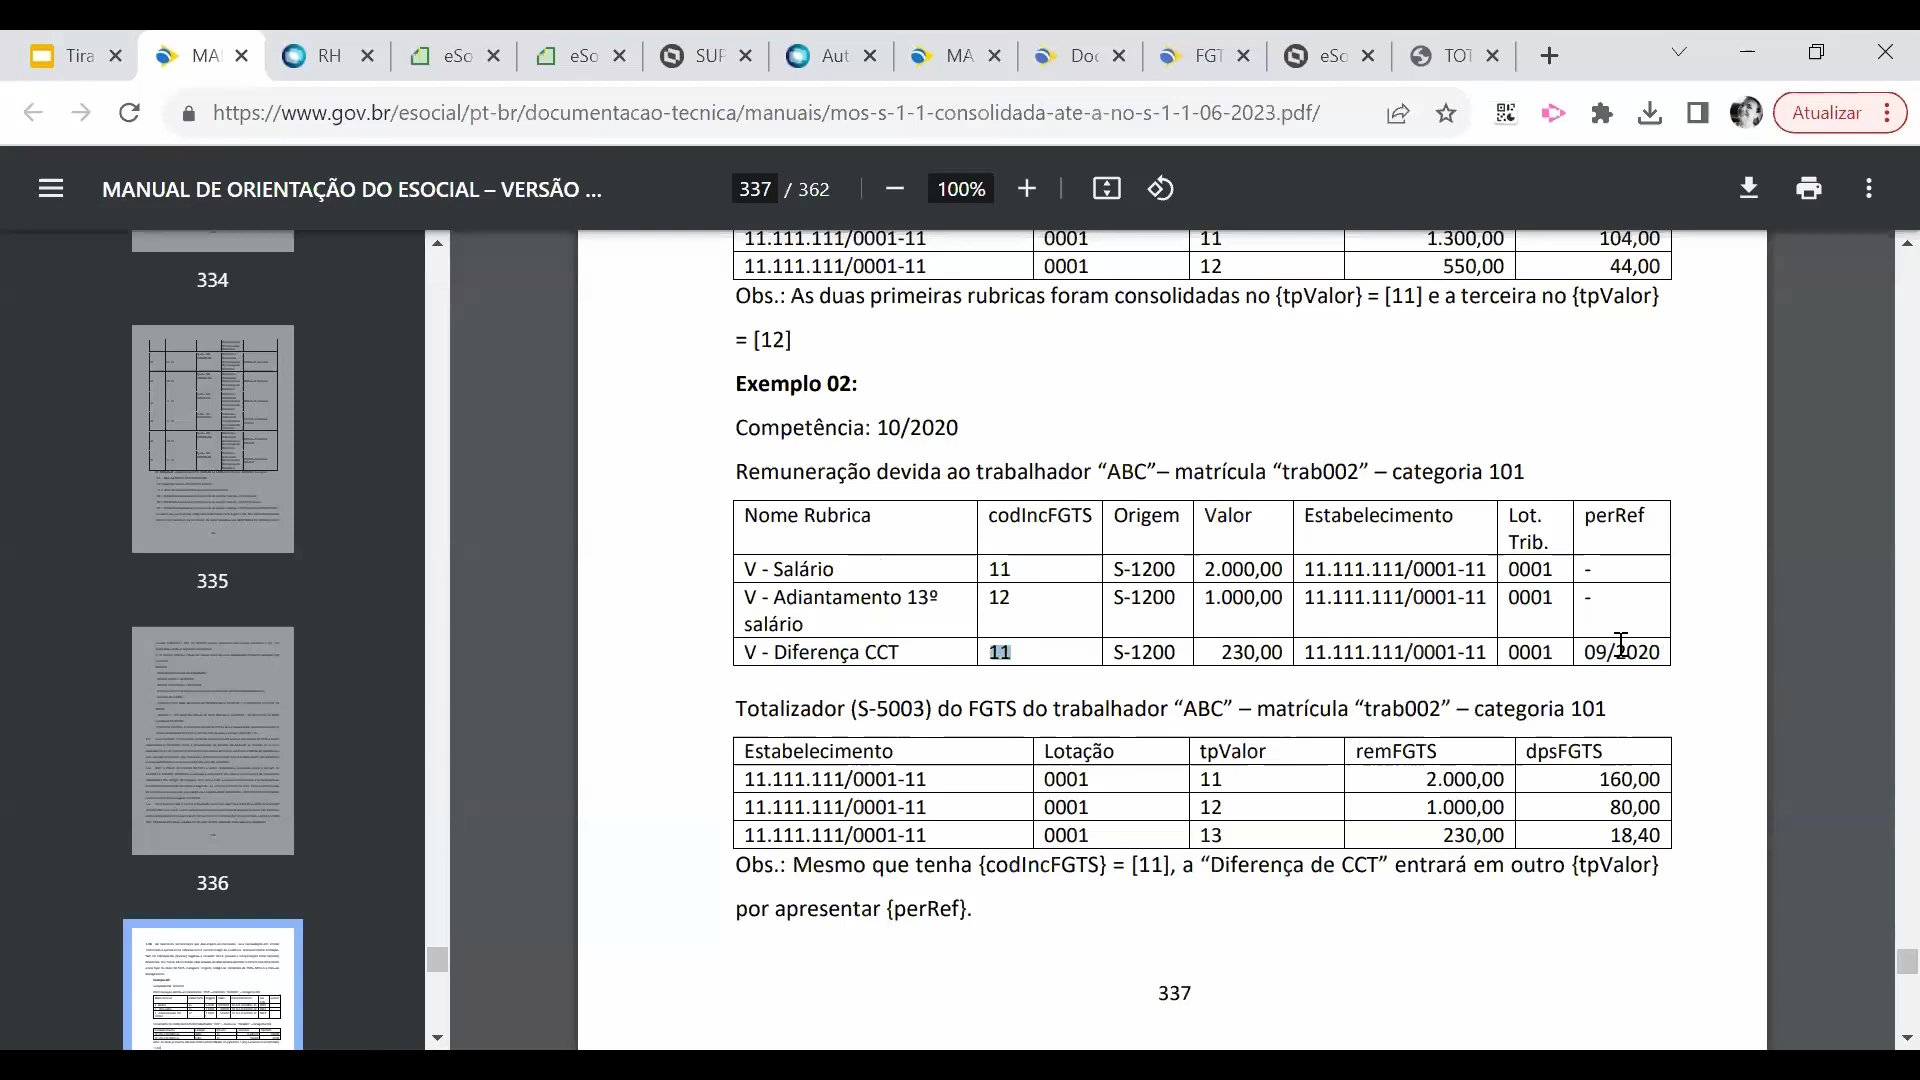 Tira
MA
RH
eSo
eSo
SUP
Aut
MA
Doc
FGT
eSo
TOT
https://www.gov.br/esocial/pt-br/documentacao-tecnica/manuais/mos-s-1-1-consolidada-ate-a-no-s-1-1-06-2023.pdf/
Atualizar
MANUAL DE ORIENTAÇÃO DO ESOCIAL – VERSÃO ...
337 / 362
100%
334
335
336
11.111.111/0001-11 0001 11 1.300,00 104,00
11.111.111/0001-11 0001 12 550,00 44,00
Obs.: As duas primeiras rubricas foram consolidadas no {tpValor} = [11] e a terceira no {tpValor}
= [12]
Exemplo 02:
Competência: 10/2020
Remuneração devida ao trabalhador “ABC”– matrícula “trab002” – categoria 101
Nome Rubrica codIncFGTS Origem Valor Estabelecimento Lot. perRef
Trib.
V - Salário 11 S-1200 2.000,00 11.111.111/0001-11 0001 -
V - Adiantamento 13º 12 S-1200 1.000,00 11.111.111/0001-11 0001 -
salário
V - Diferença CCT 11 S-1200 230,00 11.111.111/0001-11 0001 09/2020
Totalizador (S-5003) do FGTS do trabalhador “ABC” – matrícula “trab002” – categoria 101
Estabelecimento Lotação tpValor remFGTS dpsFGTS
11.111.111/0001-11 0001 11 2.000,00 160,00
11.111.111/0001-11 0001 12 1.000,00 80,00
11.111.111/0001-11 0001 13 230,00 18,40
Obs.: Mesmo que tenha {codIncFGTS} = [11], a “Diferença de CCT” entrará em outro {tpValor}
por apresentar {perRef}.
337